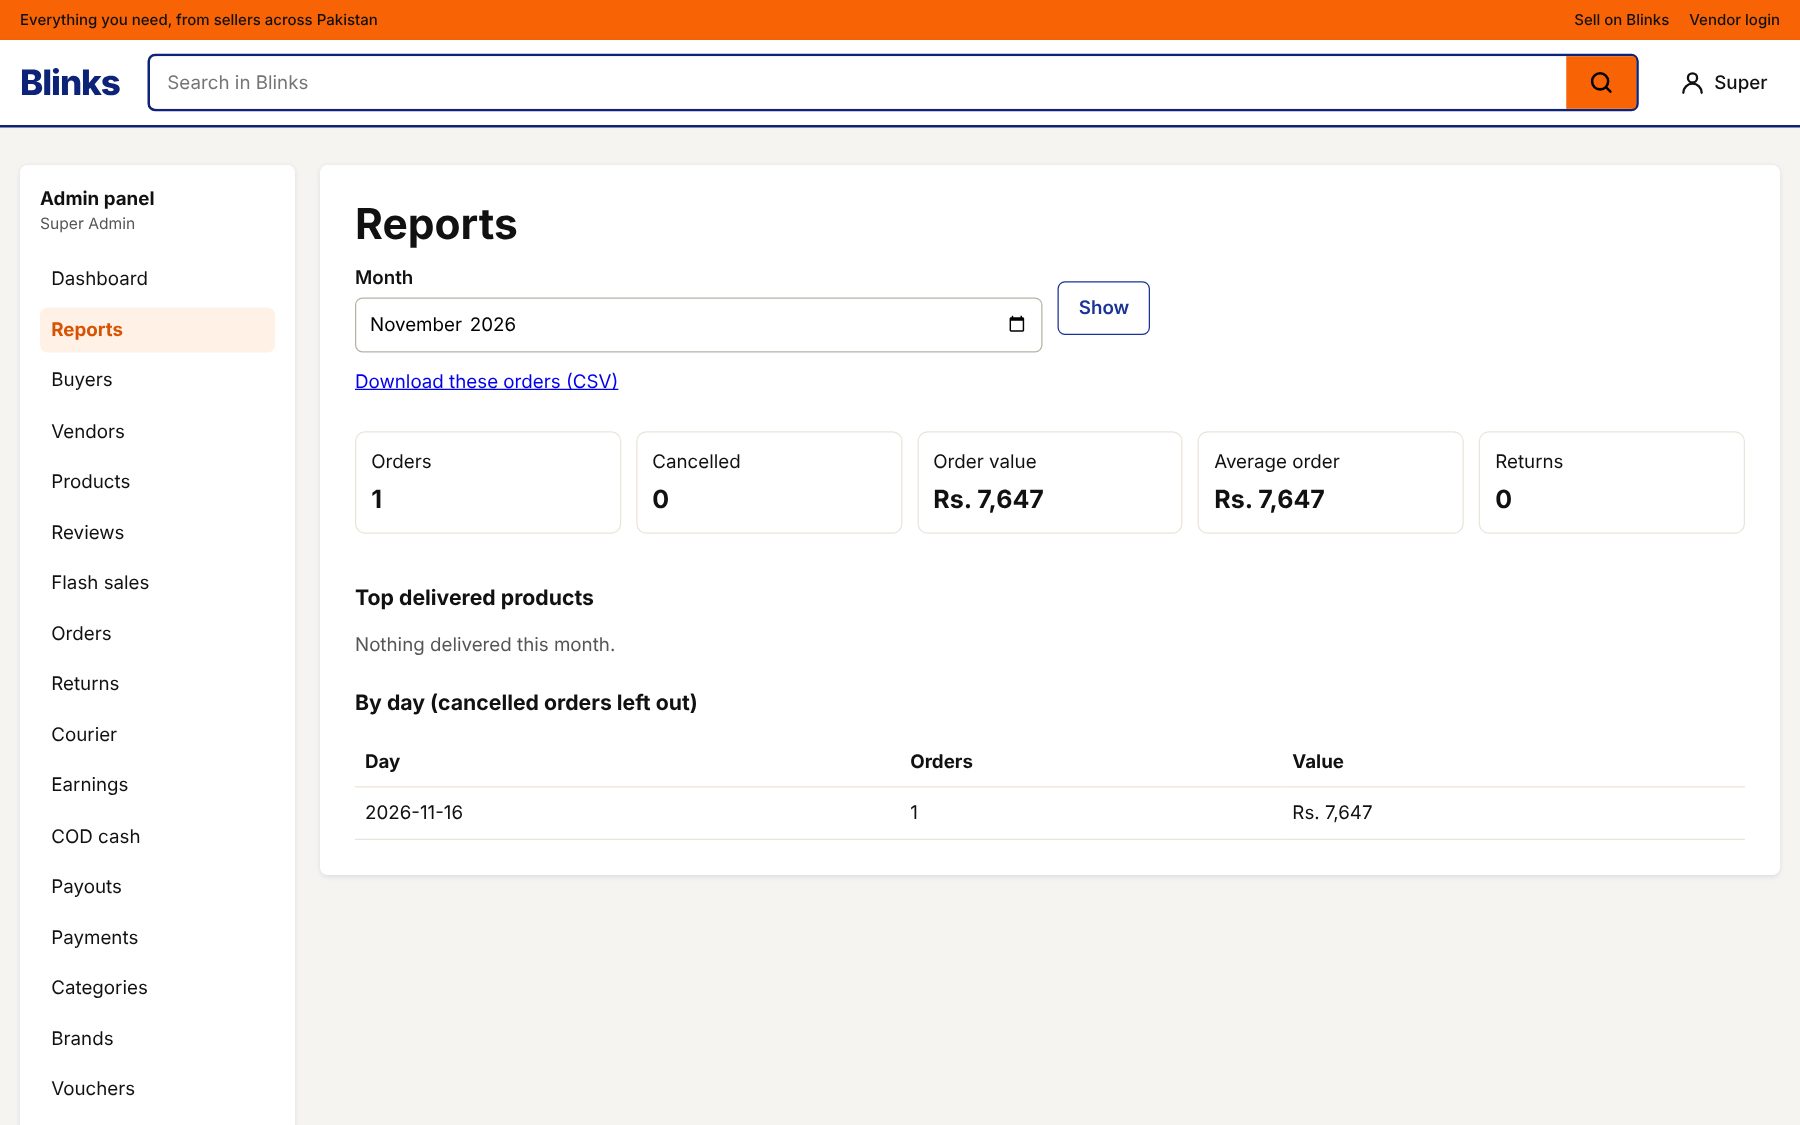 Everything you need, from sellers across Pakistan
Sell on Blinks
Vendor login
Blinks
Search in Blinks
Super
Admin panel
Super Admin
Dashboard
Reports
Buyers
Vendors
Products
Reviews
Flash sales
Orders
Returns
Courier
Earnings
COD cash
Payouts
Payments
Categories
Brands
Vouchers
Reports
Month
November 2026
Show
Download these orders (CSV)
Orders
1
Cancelled
0
Order value
Rs. 7,647
Average order
Rs. 7,647
Returns
0
Top delivered products
Nothing delivered this month.
By day (cancelled orders left out)
Day Orders Value
2026-11-16 1 Rs. 7,647